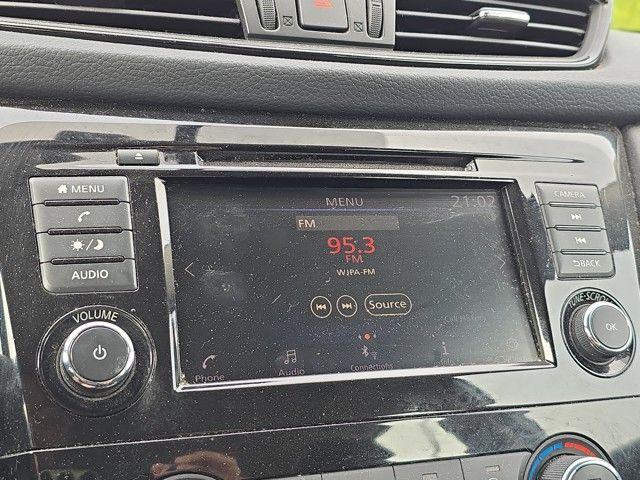 MENU
AUDIO
VOLUME
MENU 21:02
FM
95.3
FM
WJPA-FM
Source
Phone Audio Connections
CAMERA
BACK
TUNE·SCROLL
OK